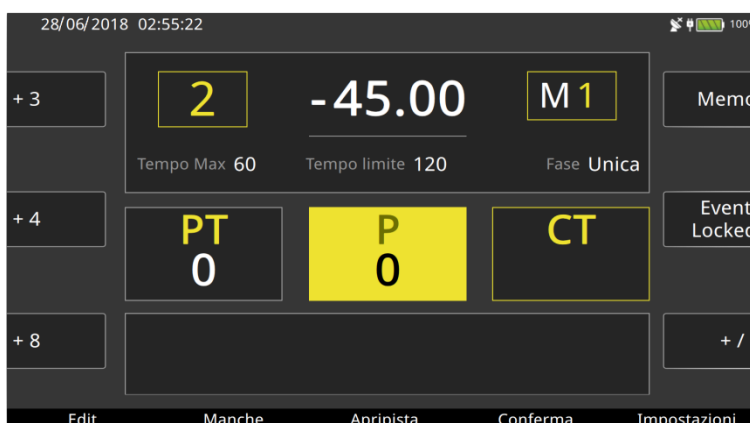 28/06/2018 02:55:22 100%
+ 3
2 -45.00 M 1
Memo
Tempo Max 60 Tempo limite 120 Fase Unica
+ 4
PT P CT
0 0
Event
Locked
+ 8
+ /
Edit Manche Apripista Conferma Impostazioni